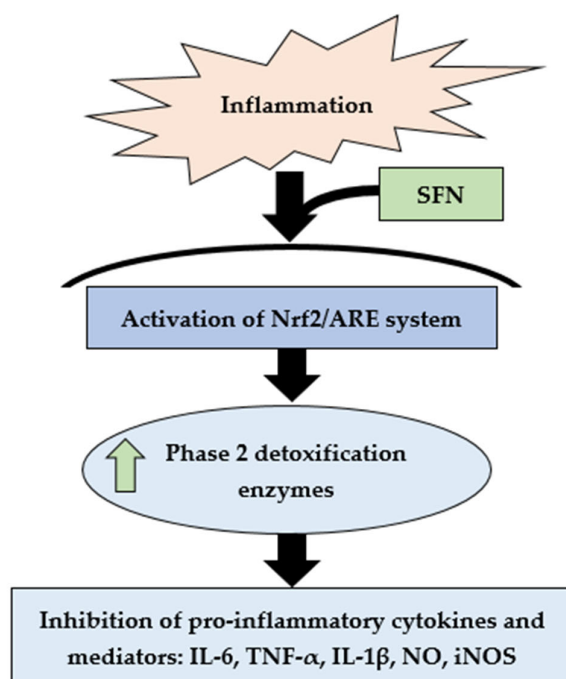 Inflammation
SFN
Activation of Nrf2/ARE system
Phase 2 detoxification
enzymes
Inhibition of pro-inflammatory cytokines and
mediators: IL-6, TNF-α, IL-1β, NO, iNOS